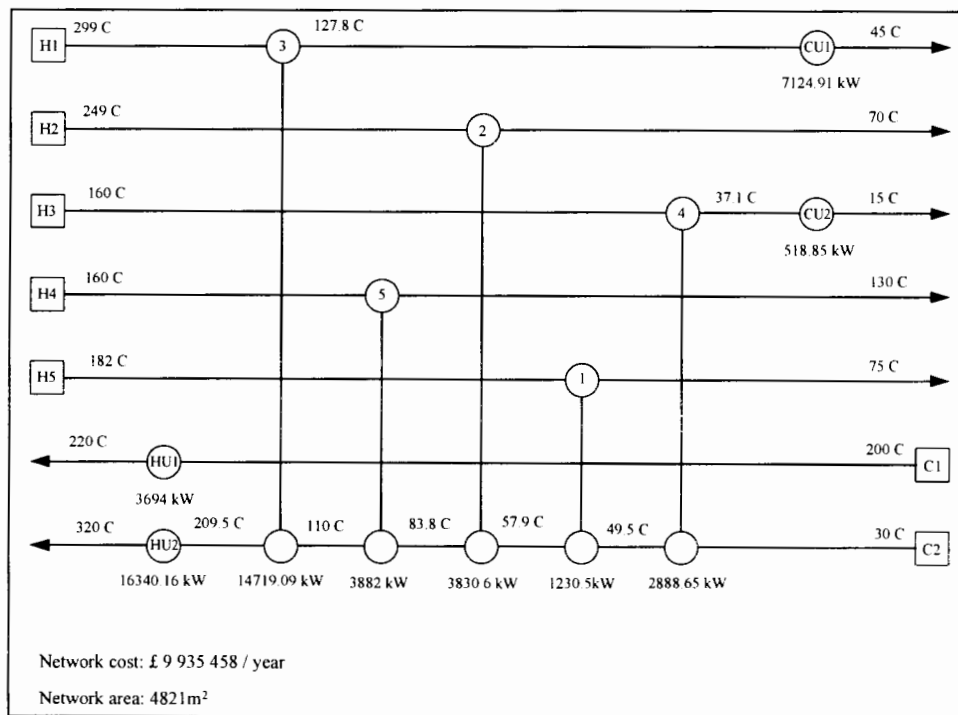 299 C 127.8 C 45 C
H1 3 CU1
7124.91 kW
249 C 70 C
H2 2
160 C 37.1 C 15 C
H3 4 CU2
518.85 kW
160 C 130 C
H4 5
182 C 75 C
H5 1
220 C 200 C
HU1 C1
3694 kW
320 C 209.5 C 110 C 83.8 C 57.9 C 49.5 C 30 C
HU2 C2
16340.16 kW 14719.09 kW 3882 kW 3830 6 kW 1230.5kW 2888.65 kW
Network cost: £ 9 935 458 / year
Network area: 4821m²